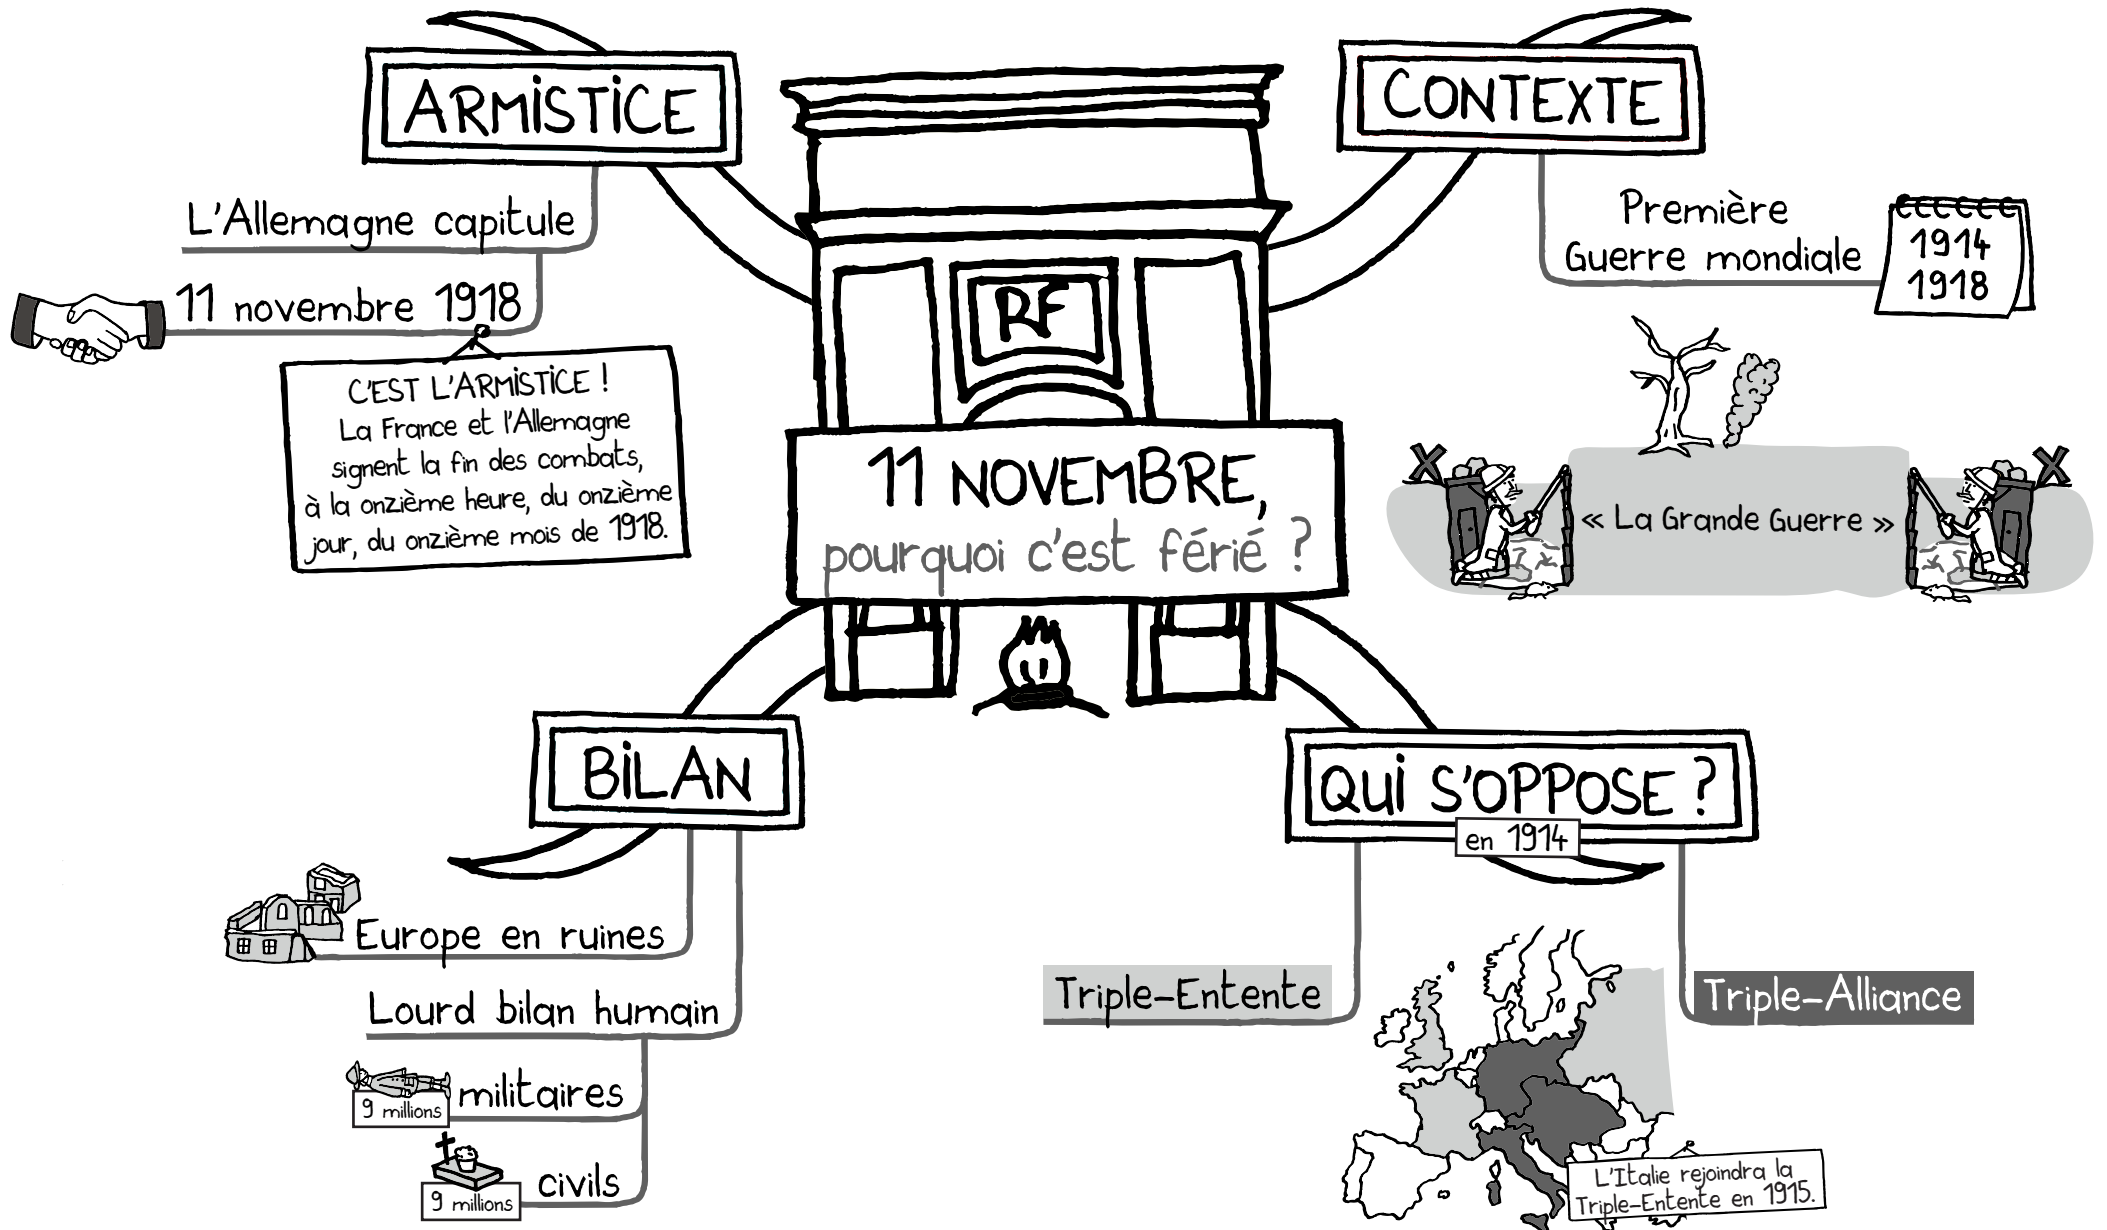 ARMISTICE
L'Allemagne capitule
11 novembre 1918
C'EST L'ARMISTICE !
La France et l'Allemagne
signent la fin des combats,
à la onzième heure, du onzième
jour, du onzième mois de 1918.
CONTEXTE
Première
Guerre mondiale
1914
1918
« La Grande Guerre »
RF
11 NOVEMBRE,
pourquoi c'est férié ?
BILAN
Europe en ruines
Lourd bilan humain
militaires
9 millions
civils
9 millions
QUI S'OPPOSE ?
en 1914
Triple-Entente
Triple-Alliance
L'Italie rejoindra la
Triple-Entente en 1915.